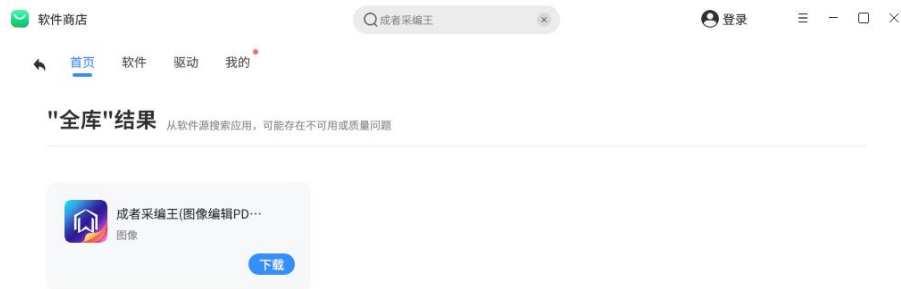 软件商店 成者采编王 登录
首页 软件 驱动 我的
"全库"结果 从软件源搜索应用，可能存在不可用或质量问题
成者采编王(图像编辑PD…
图像
下载